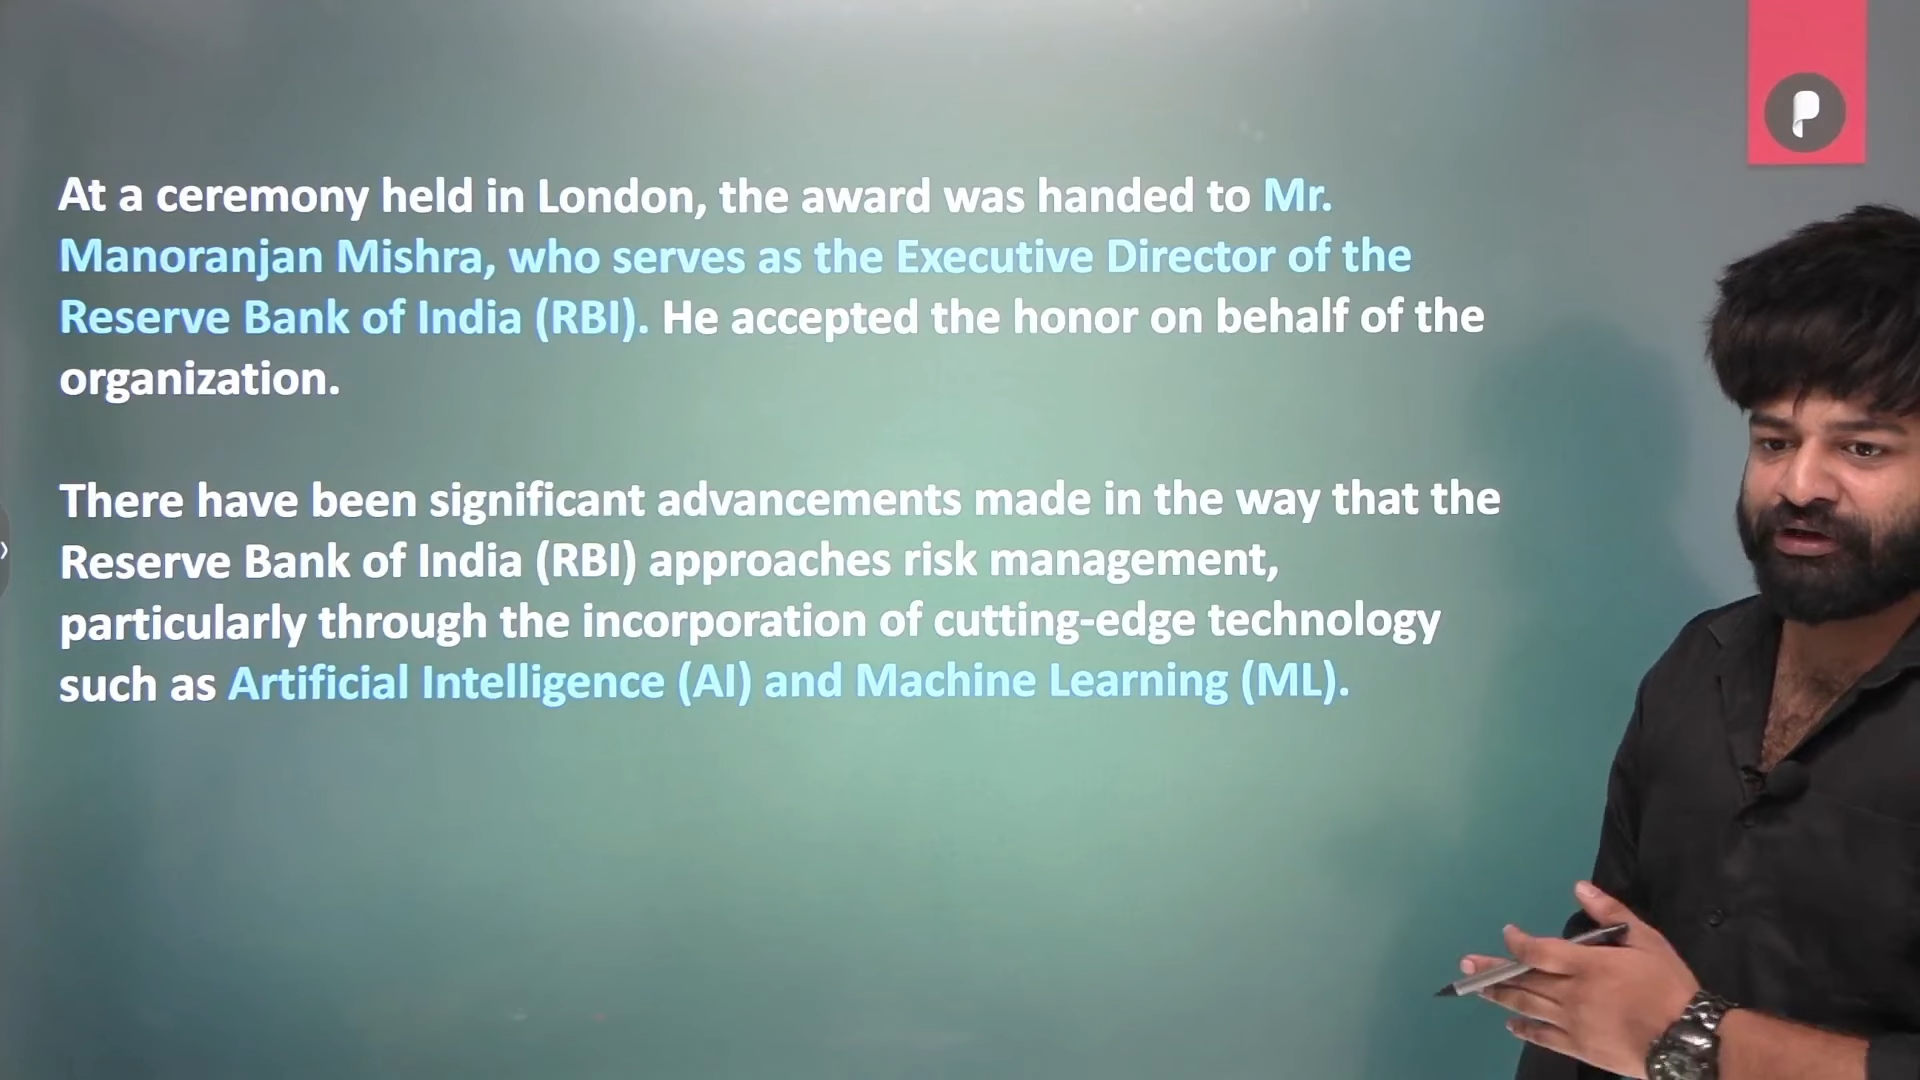 At a ceremony held in London, the award was handed to Mr.
Manoranjan Mishra, who serves as the Executive Director of the
Reserve Bank of India (RBI). He accepted the honor on behalf of the
organization.
There have been significant advancements made in the way that the
Reserve Bank of India (RBI) approaches risk management,
particularly through the incorporation of cutting-edge technology
such as Artificial Intelligence (AI) and Machine Learning (ML).